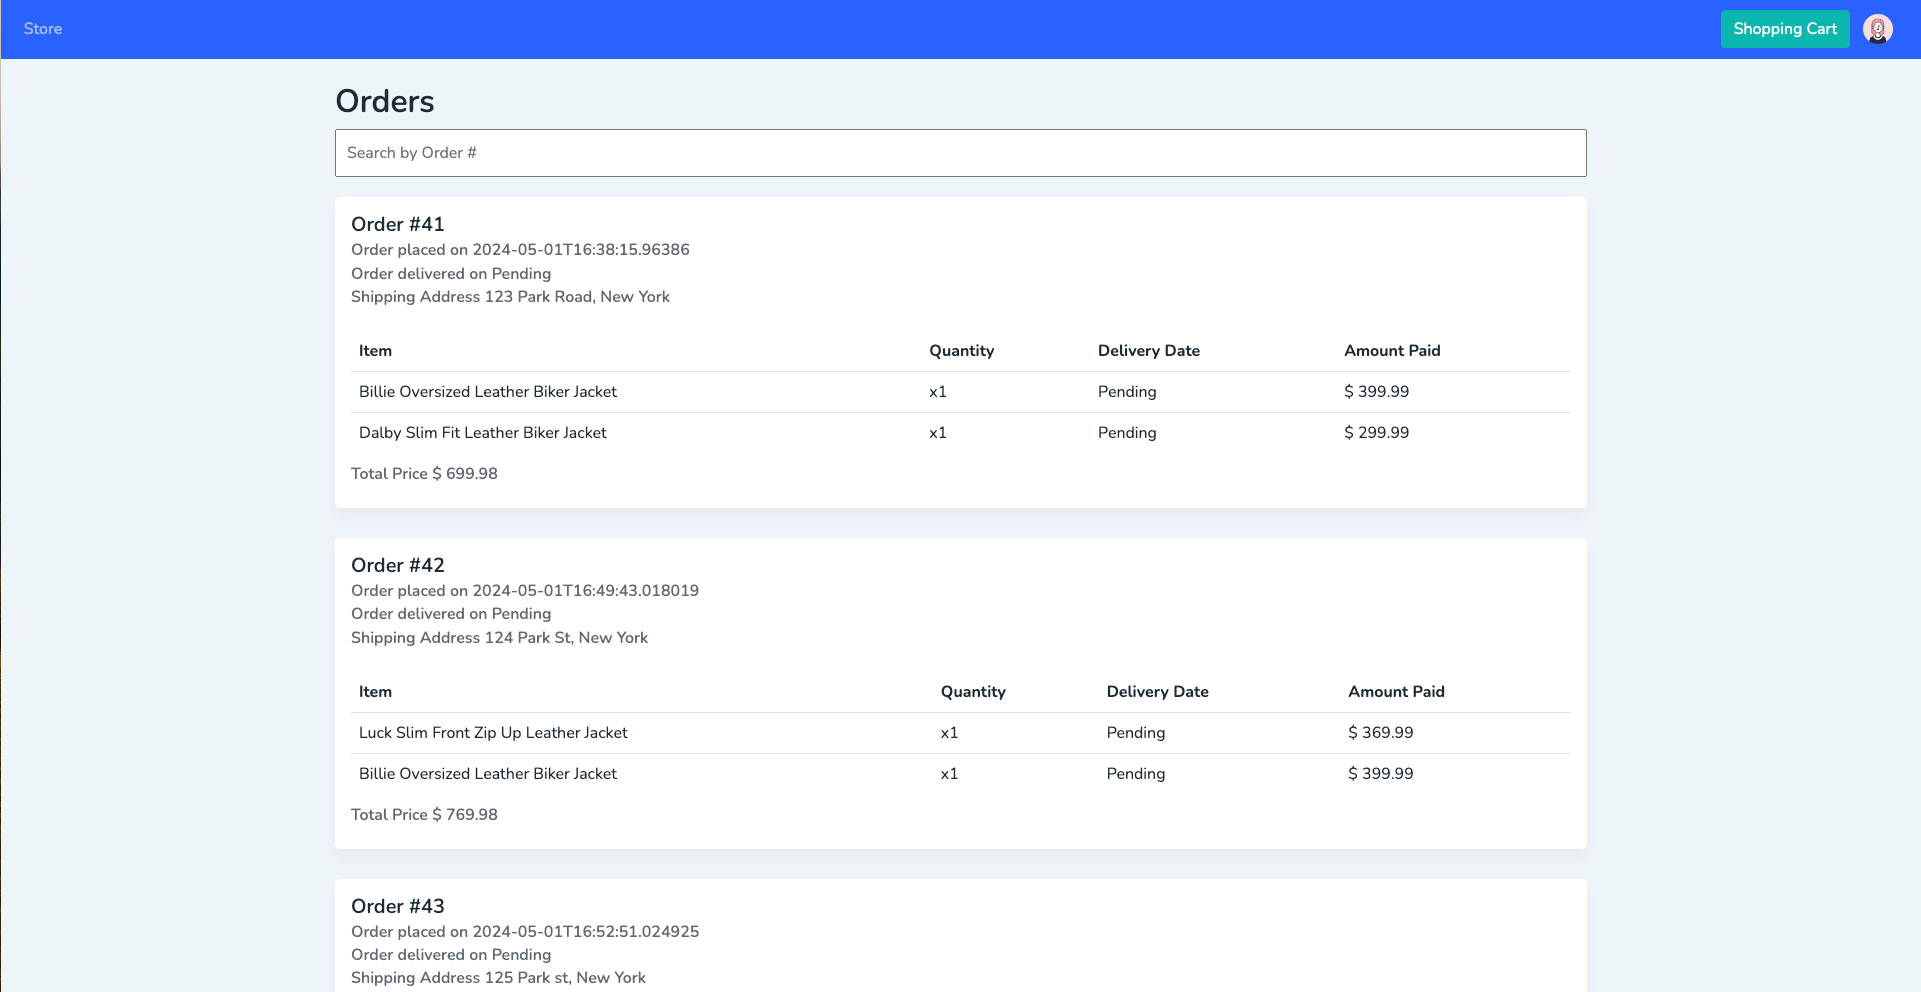 Store
Shopping Cart
Orders
Search by Order #
Order #41
Order placed on 2024-05-01T16:38:15.96386
Order delivered on Pending
Shipping Address 123 Park Road, New York
Item Quantity Delivery Date Amount Paid
Billie Oversized Leather Biker Jacket x1 Pending $ 399.99
Dalby Slim Fit Leather Biker Jacket x1 Pending $ 299.99
Total Price $ 699.98
Order #42
Order placed on 2024-05-01T16:49:43.018019
Order delivered on Pending
Shipping Address 124 Park St, New York
Item Quantity Delivery Date Amount Paid
Luck Slim Front Zip Up Leather Jacket x1 Pending $ 369.99
Billie Oversized Leather Biker Jacket x1 Pending $ 399.99
Total Price $ 769.98
Order #43
Order placed on 2024-05-01T16:52:51.024925
Order delivered on Pending
Shipping Address 125 Park st, New York